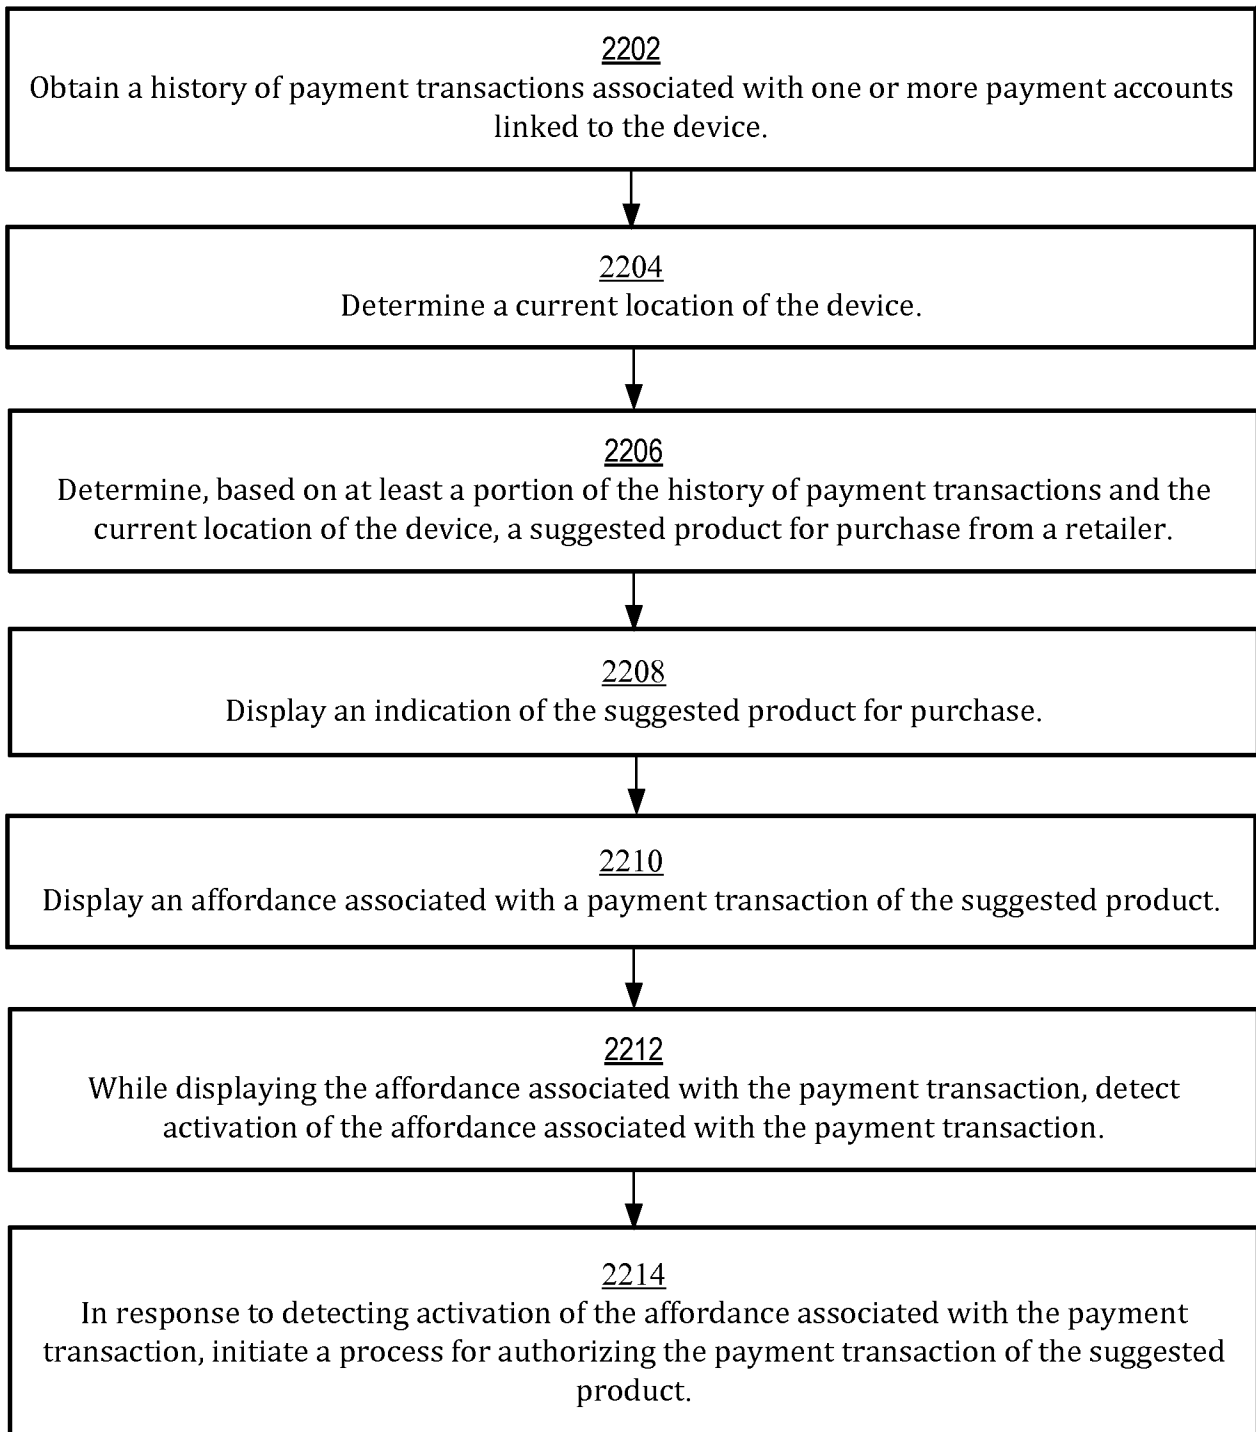 2202
Obtain a history of payment transactions associated with one or more payment accounts
linked to the device.
2204
Determine a current location of the device.
2206
Determine, based on at least a portion of the history of payment transactions and the
current location of the device, a suggested product for purchase from a retailer.
2208
Display an indication of the suggested product for purchase.
2210
Display an affordance associated with a payment transaction of the suggested product.
2212
While displaying the affordance associated with the payment transaction, detect
activation of the affordance associated with the payment transaction.
2214
In response to detecting activation of the affordance associated with the payment
transaction, initiate a process for authorizing the payment transaction of the suggested
product.